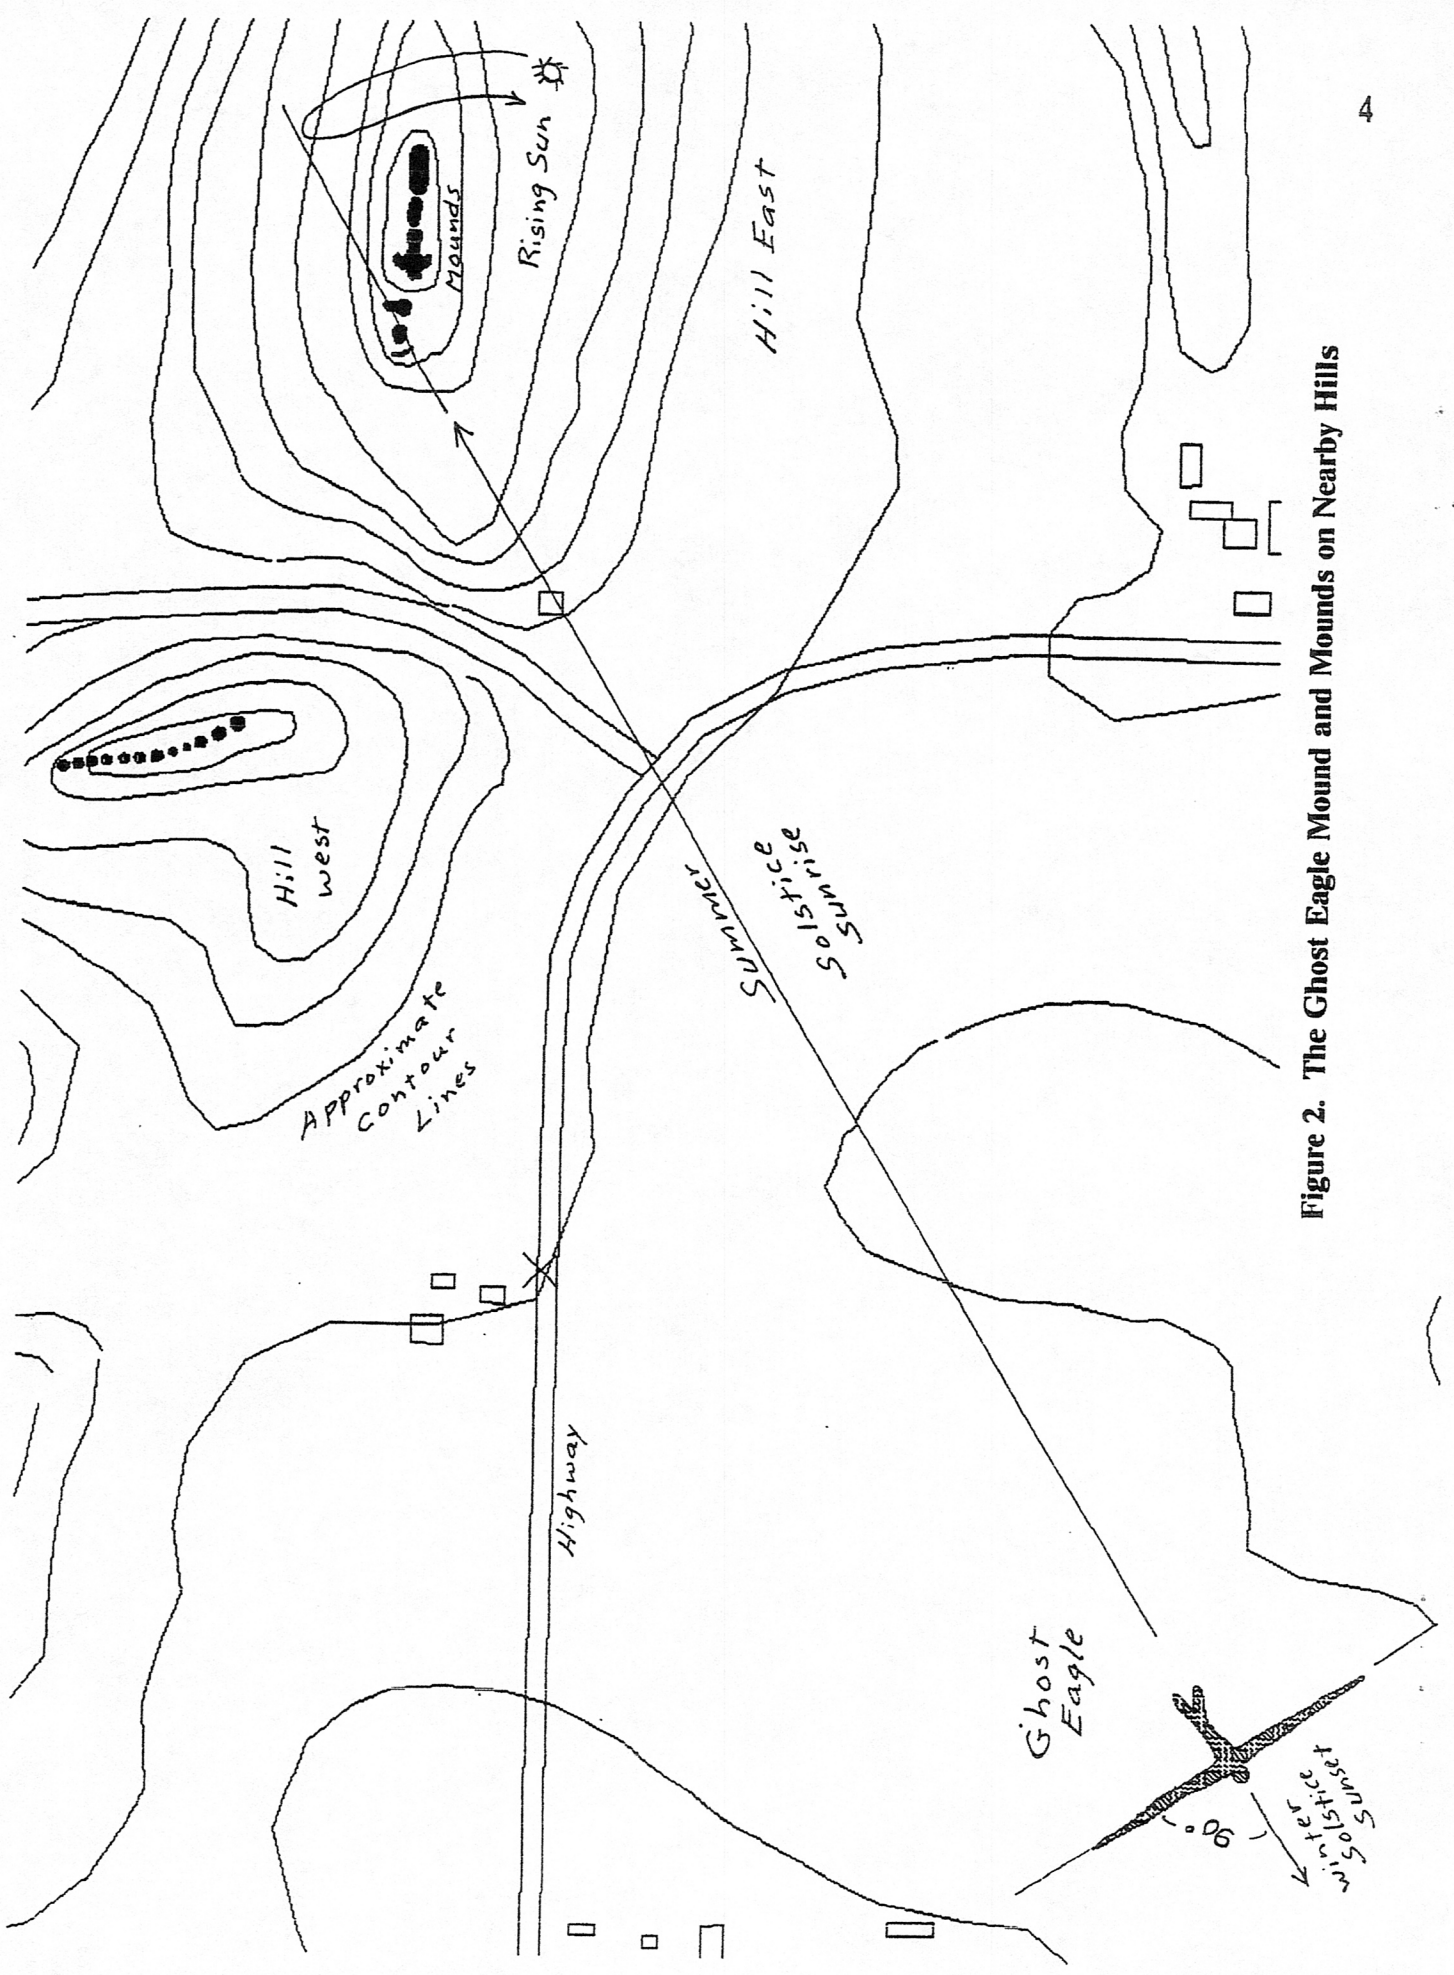 4
Mounds
Rising Sun
Hill East
Hill
west
Approximate
Contour
Lines
Summer
Solstice
Sunrise
Highway
Ghost
Eagle
90°
Winter
Solstice
Sunset
Figure 2. The Ghost Eagle Mound and Mounds on Nearby Hills